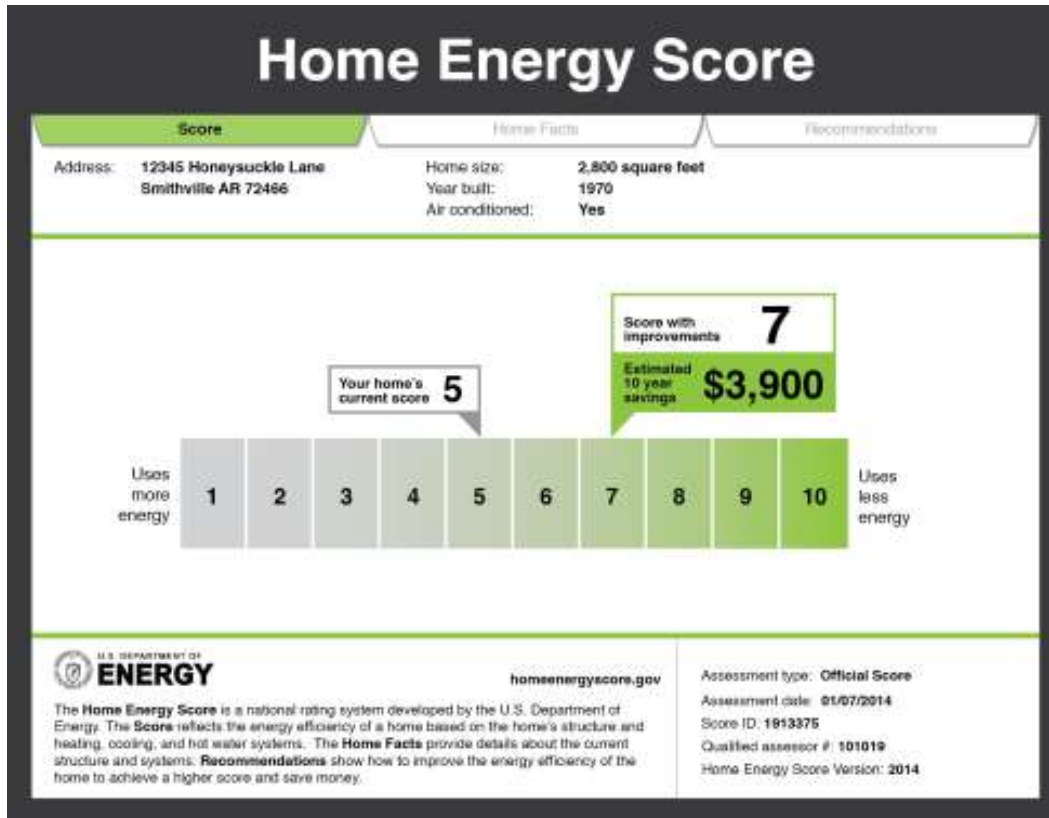 Home Energy Score
Score
Home Facts
Recommendations
Address: 12345 Honeysuckle Lane
Smithville AR 72466
Home size: 2,800 square feet
Year built: 1970
Air conditioned: Yes
Score with
improvements
7
Estimated
10 year
savings
$3,900
Your home's
current score
5
Uses
more
energy
1 2 3 4 5 6 7 8 9 10
Uses
less
energy
U.S. DEPARTMENT OF
ENERGY
homeenergyscore.gov
The Home Energy Score is a national rating system developed by the U.S. Department of
Energy. The Score reflects the energy efficiency of a home based on the home's structure and
heating, cooling, and hot water systems. The Home Facts provide details about the current
structure and systems. Recommendations show how to improve the energy efficiency of the
home to achieve a higher score and save money.
Assessment type: Official Score
Assessment date: 01/07/2014
Score ID: 1913375
Qualified assessor #: 101019
Home Energy Score Version: 2014